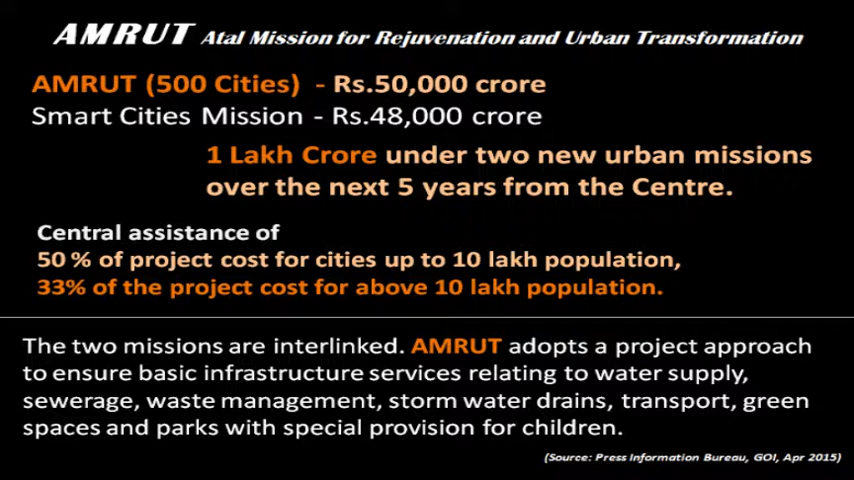 AMRUT Atal Mission for Rejuvenation and Urban Transformation
AMRUT (500 Cities) - Rs.50,000 crore
Smart Cities Mission - Rs.48,000 crore
1 Lakh Crore under two new urban missions
over the next 5 years from the Centre.
Central assistance of
50 % of project cost for cities up to 10 lakh population,
33% of the project cost for above 10 lakh population.
The two missions are interlinked. AMRUT adopts a project approach
to ensure basic infrastructure services relating to water supply,
sewerage, waste management, storm water drains, transport, green
spaces and parks with special provision for children.
(Source: Press Information Bureau, GOI, Apr 2015)